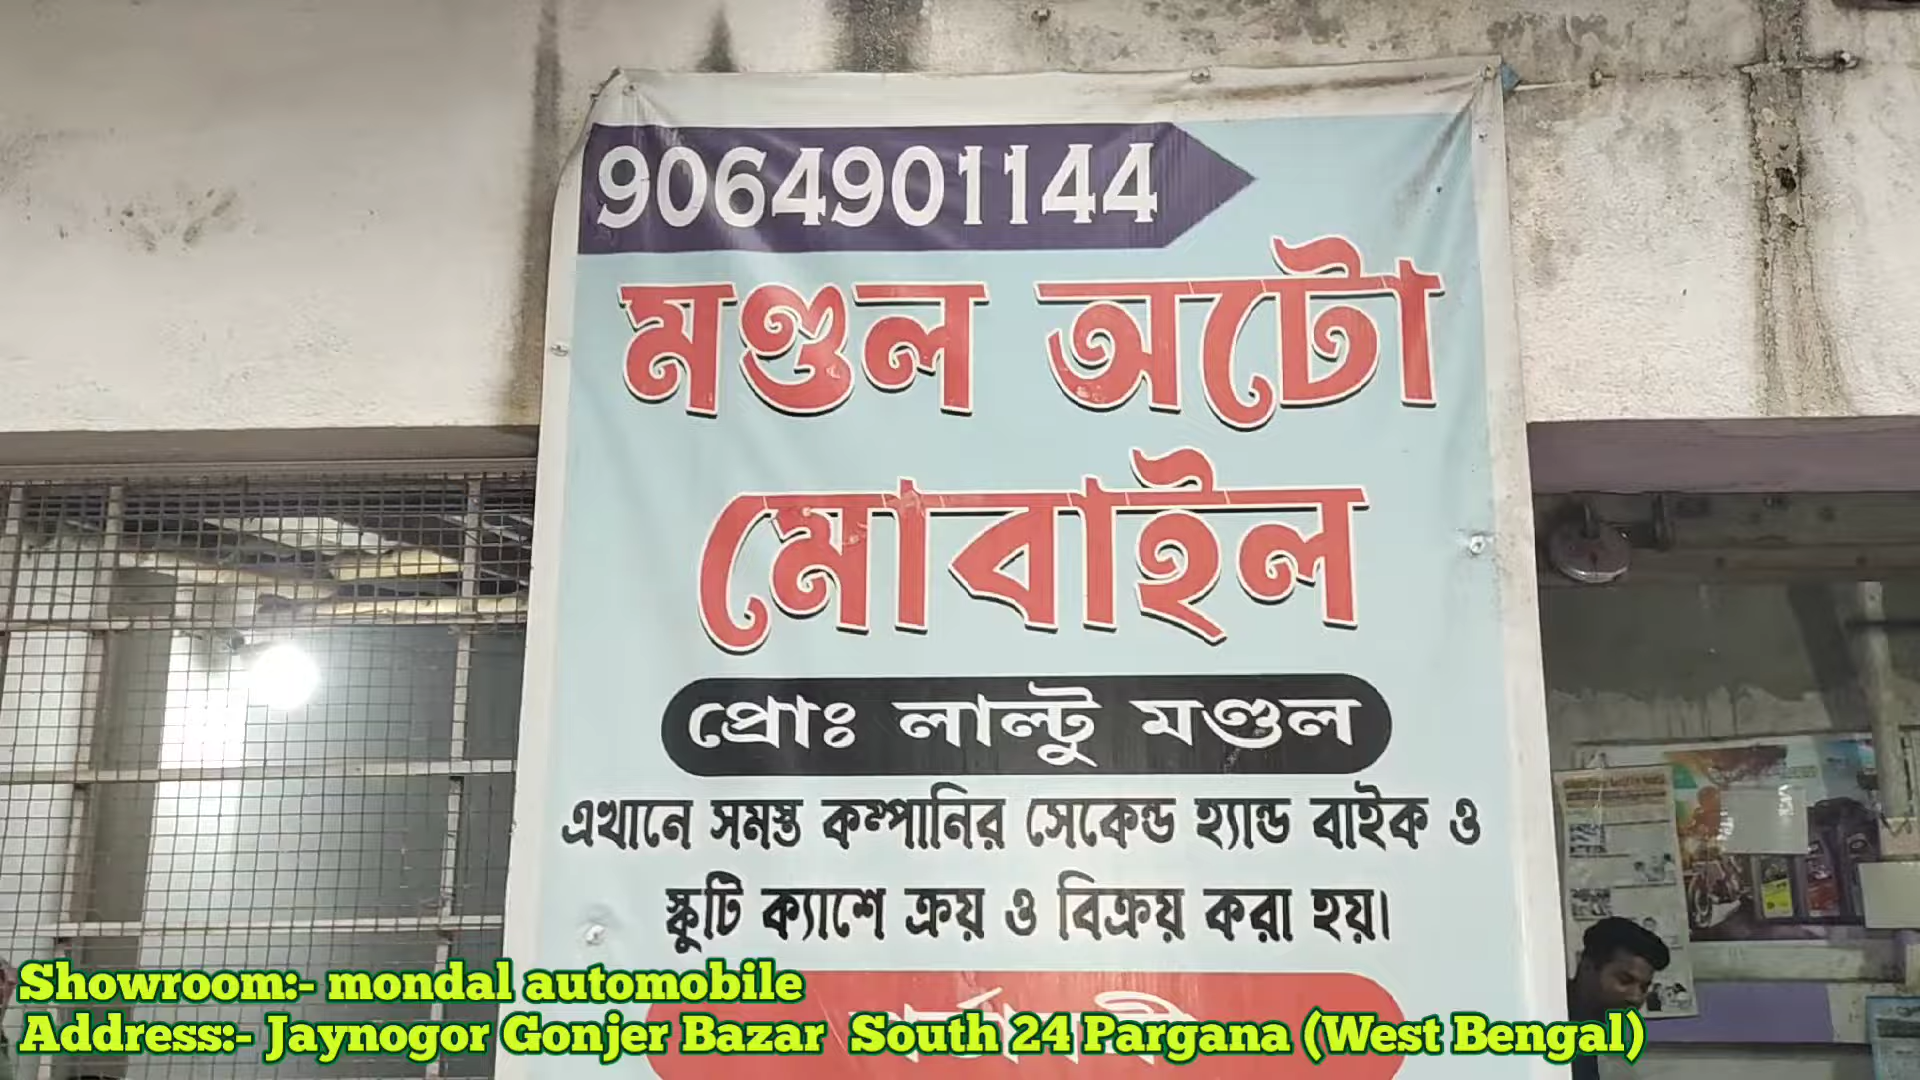 9064901144
মণ্ডল অটো
মোবাইল
প্রোঃ লাল্টু মণ্ডল
এখানে সমস্ত কম্পানির সেকেন্ড হ্যান্ড বাইক ও
স্কুটি ক্যাশে ক্রয় ও বিক্রয় করা হয়।
Showroom:- mondal automobile
Address:- Jaynogor Gonjer Bazar South 24 Pargana (West Bengal)